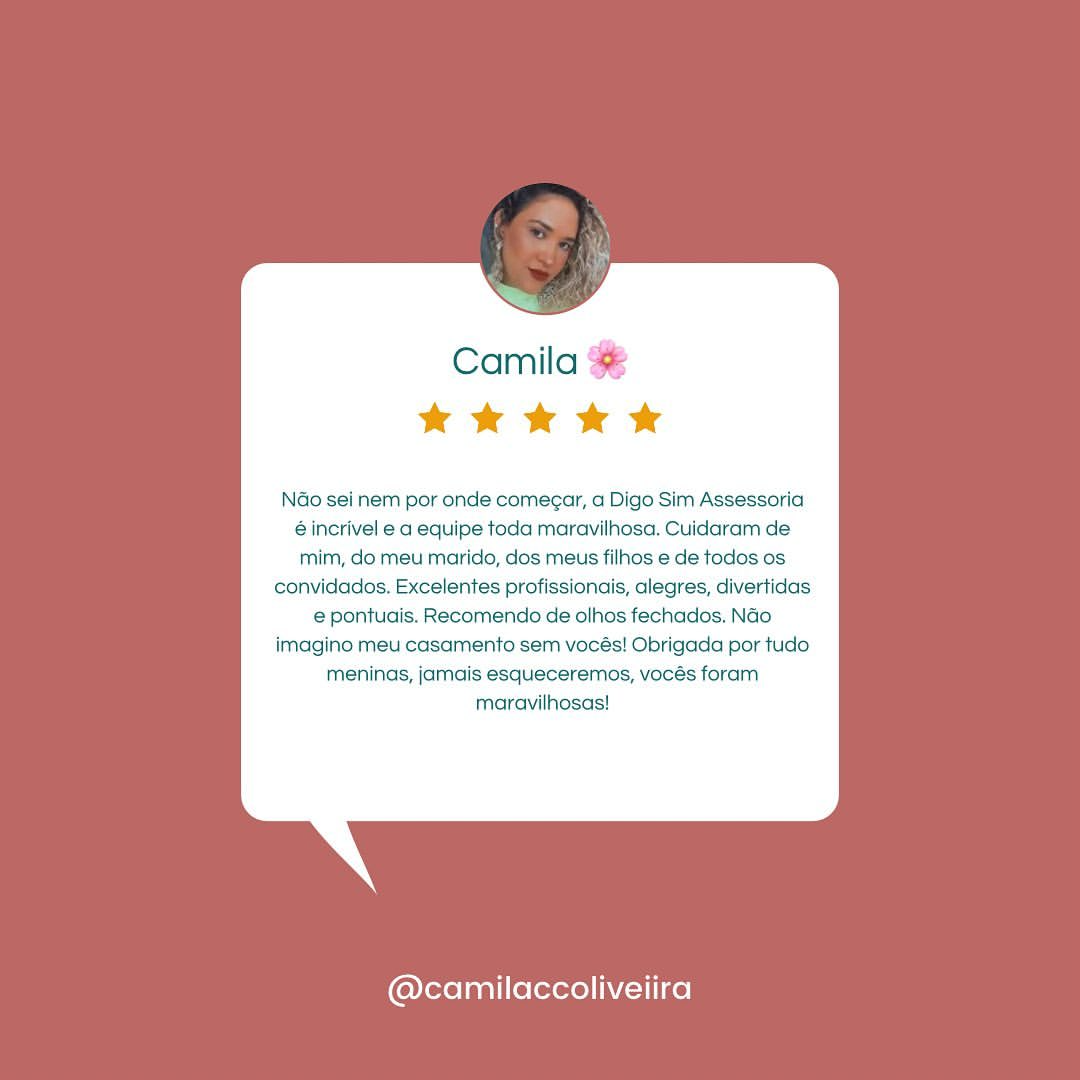 Camila 🌸
Não sei nem por onde começar, a Digo Sim Assessoria
é incrível e a equipe toda maravilhosa. Cuidaram de
mim, do meu marido, dos meus filhos e de todos os
convidados. Excelentes profissionais, alegres, divertidas
e pontuais. Recomendo de olhos fechados. Não
imagino meu casamento sem vocês! Obrigada por tudo
meninas, jamais esqueceremos, vocês foram
maravilhosas!
@camilaccoliveiira